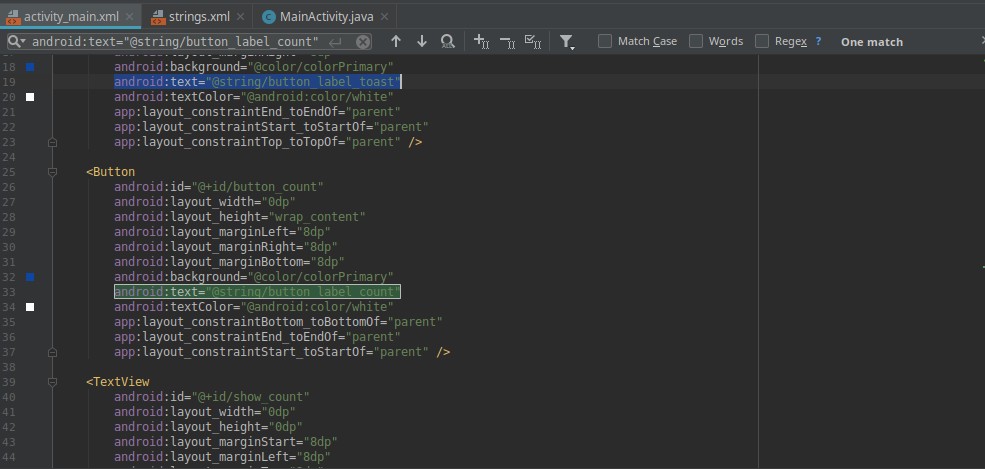 activity_main.xml × strings.xml × MainActivity.java ×
android:text="@string/button_label_count" Match Case Words Regex ? One match
18 android:background="@color/colorPrimary"
19 android:text="@string/button_label_toast"
20 android:textColor="@android:color/white"
21 app:layout_constraintEnd_toEndOf="parent"
22 app:layout_constraintStart_toStartOf="parent"
23 app:layout_constraintTop_toTopOf="parent" />
24
25 <Button
26 android:id="@+id/button_count"
27 android:layout_width="0dp"
28 android:layout_height="wrap_content"
29 android:layout_marginLeft="8dp"
30 android:layout_marginRight="8dp"
31 android:layout_marginBottom="8dp"
32 android:background="@color/colorPrimary"
33 android:text="@string/button_label_count"
34 android:textColor="@android:color/white"
35 app:layout_constraintBottom_toBottomOf="parent"
36 app:layout_constraintEnd_toEndOf="parent"
37 app:layout_constraintStart_toStartOf="parent" />
38
39 <TextView
40 android:id="@+id/show_count"
41 android:layout_width="0dp"
42 android:layout_height="0dp"
43 android:layout_marginStart="8dp"
44 android:layout_marginLeft="8dp"